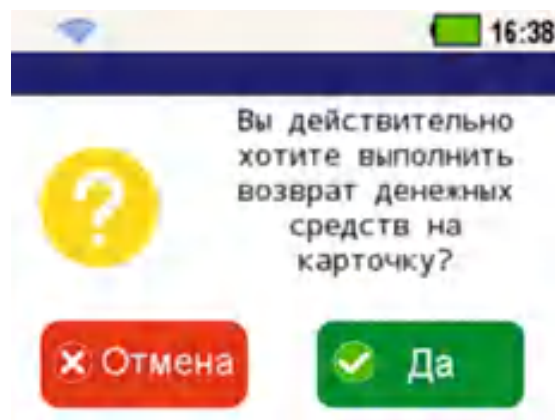 16:38
Вы действительно
хотите выполнить
возврат денежных
средств на
карточку?
Отмена
Да